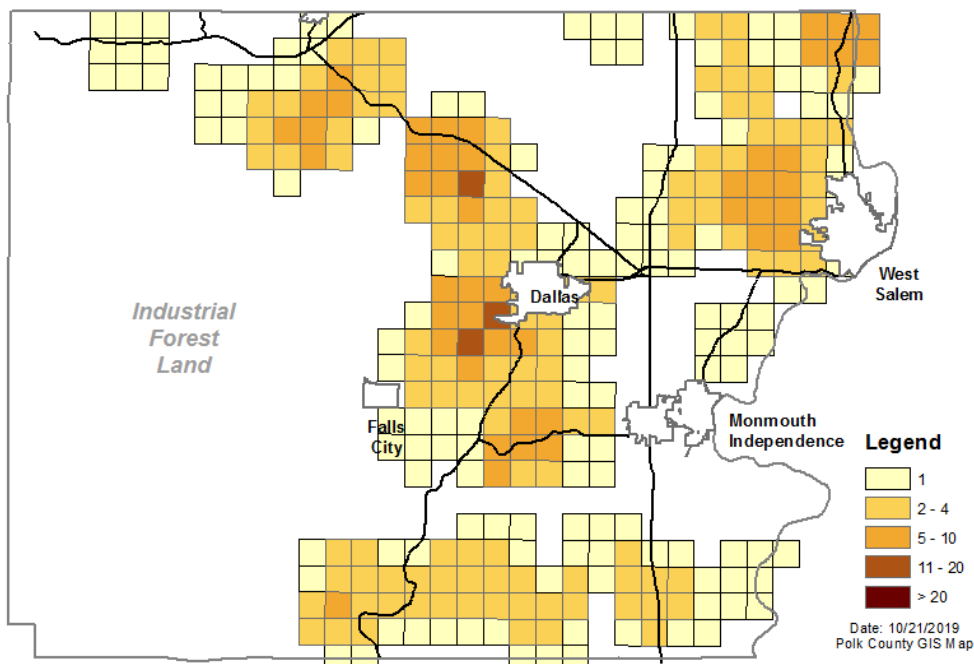 Industrial
Forest
Land
Dallas
West
Salem
Falls
City
Monmouth
Independence
Legend
1
2 - 4
5 - 10
11 - 20
> 20
Date: 10/21/2019
Polk County GIS Map